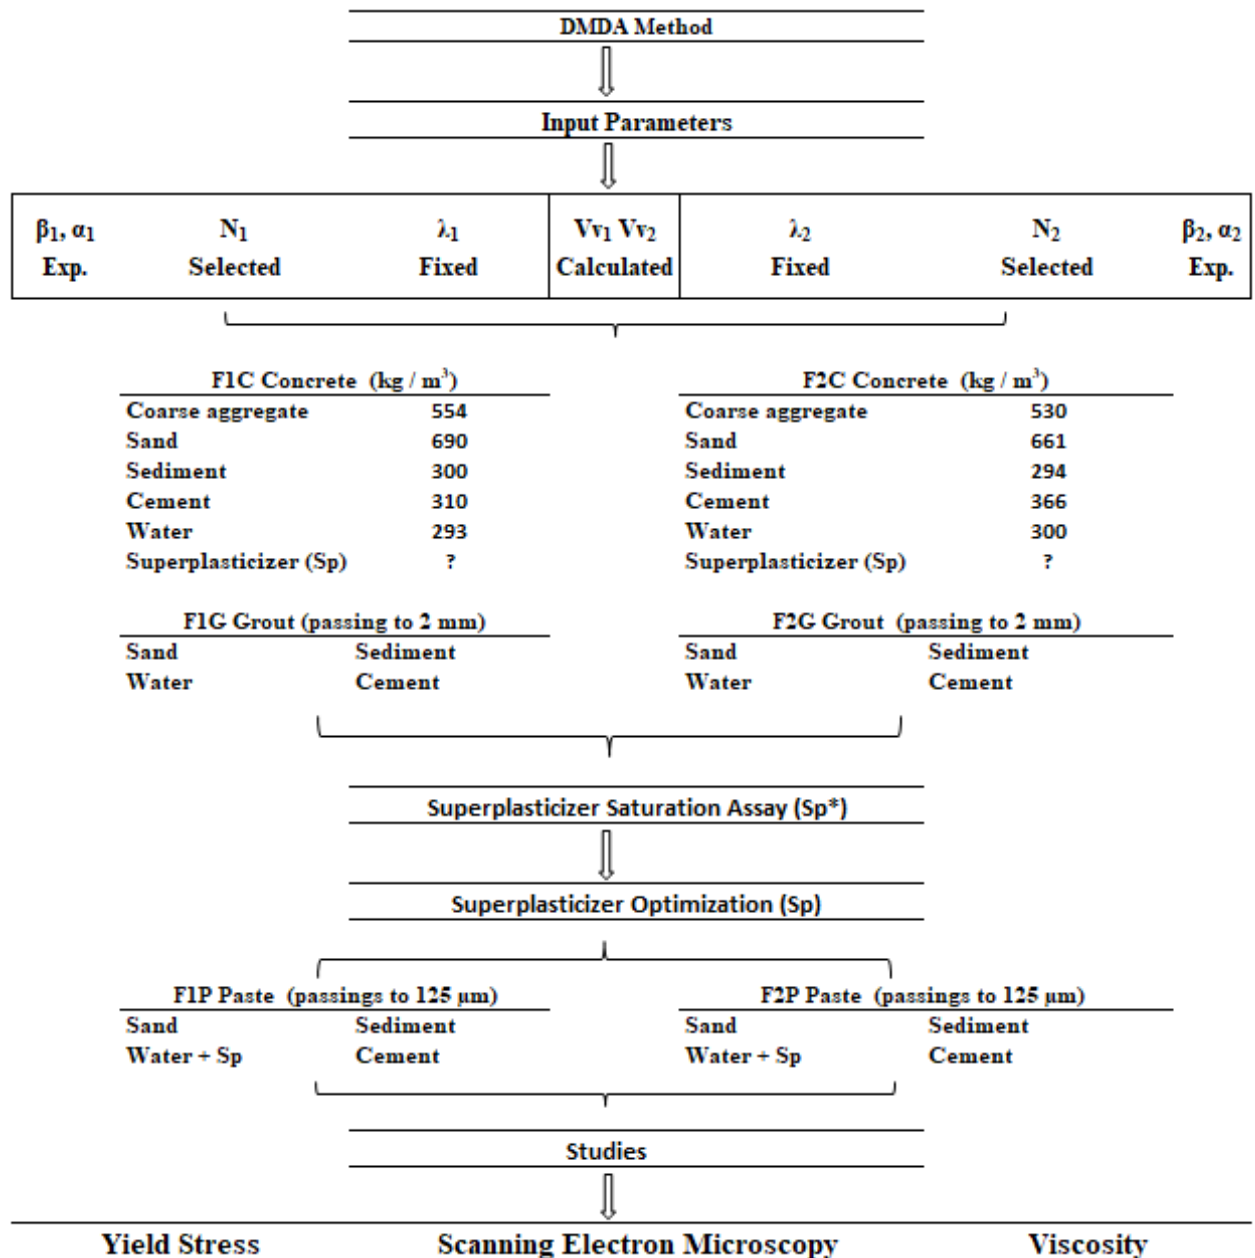 DMDA Method
Input Parameters
β₁, α₁ N₁ λ₁ Vv₁ Vv₂ λ₂ N₂ β₂, α₂
Exp. Selected Fixed Calculated Fixed Selected Exp.
F1C Concrete (kg / m³) F2C Concrete (kg / m³)
Coarse aggregate 554 Coarse aggregate 530
Sand 690 Sand 661
Sediment 300 Sediment 294
Cement 310 Cement 366
Water 293 Water 300
Superplasticizer (Sp) ? Superplasticizer (Sp) ?
F1G Grout (passing to 2 mm) F2G Grout (passing to 2 mm)
Sand Sediment Sand Sediment
Water Cement Water Cement
Superplasticizer Saturation Assay (Sp*)
Superplasticizer Optimization (Sp)
F1P Paste (passings to 125 µm) F2P Paste (passings to 125 µm)
Sand Sediment Sand Sediment
Water + Sp Cement Water + Sp Cement
Studies
Yield Stress Scanning Electron Microscopy Viscosity